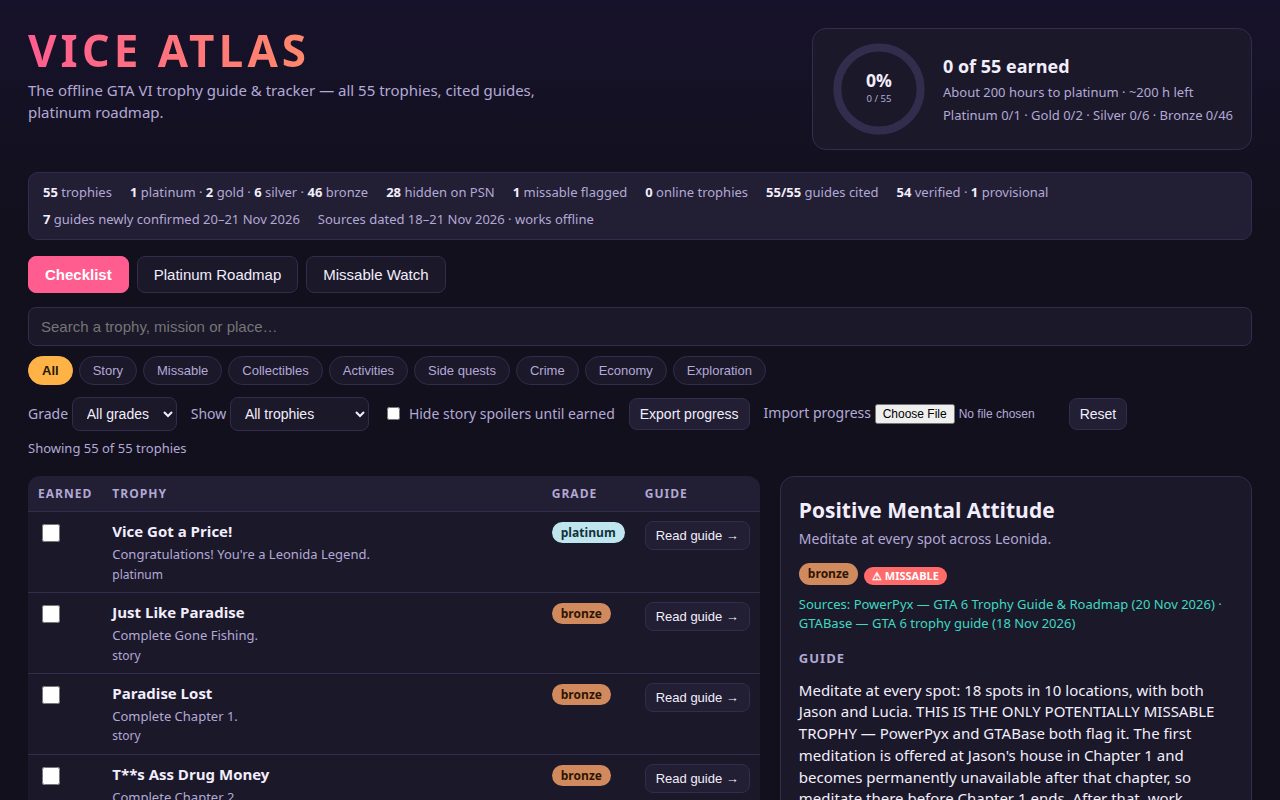 VICE ATLAS
The offline GTA VI trophy guide & tracker — all 55 trophies, cited guides,
platinum roadmap.
0%
0 / 55
0 of 55 earned
About 200 hours to platinum · ~200 h left
Platinum 0/1 · Gold 0/2 · Silver 0/6 · Bronze 0/46
55 trophies 1 platinum · 2 gold · 6 silver · 46 bronze 28 hidden on PSN 1 missable flagged 0 online trophies 55/55 guides cited 54 verified · 1 provisional
7 guides newly confirmed 20–21 Nov 2026 Sources dated 18–21 Nov 2026 · works offline
Checklist Platinum Roadmap Missable Watch
Search a trophy, mission or place…
All Story Missable Collectibles Activities Side quests Crime Economy Exploration
Grade All grades Show All trophies Hide story spoilers until earned Export progress Import progress Choose File No file chosen Reset
Showing 55 of 55 trophies
EARNED TROPHY GRADE GUIDE
Vice Got a Price! platinum Read guide →
Congratulations! You're a Leonida Legend.
platinum
Just Like Paradise bronze Read guide →
Complete Gone Fishing.
story
Paradise Lost bronze Read guide →
Complete Chapter 1.
story
T**s Ass Drug Money bronze Read guide →
Complete Chapter 2.
Positive Mental Attitude
Meditate at every spot across Leonida.
bronze ⚠ MISSABLE
Sources: PowerPyx — GTA 6 Trophy Guide & Roadmap (20 Nov 2026) ·
GTABase — GTA 6 trophy guide (18 Nov 2026)
GUIDE
Meditate at every spot: 18 spots in 10 locations, with both
Jason and Lucia. THIS IS THE ONLY POTENTIALLY MISSABLE
TROPHY — PowerPyx and GTABase both flag it. The first
meditation is offered at Jason's house in Chapter 1 and
becomes permanently unavailable after that chapter, so
meditate there before Chapter 1 ends. After that, work